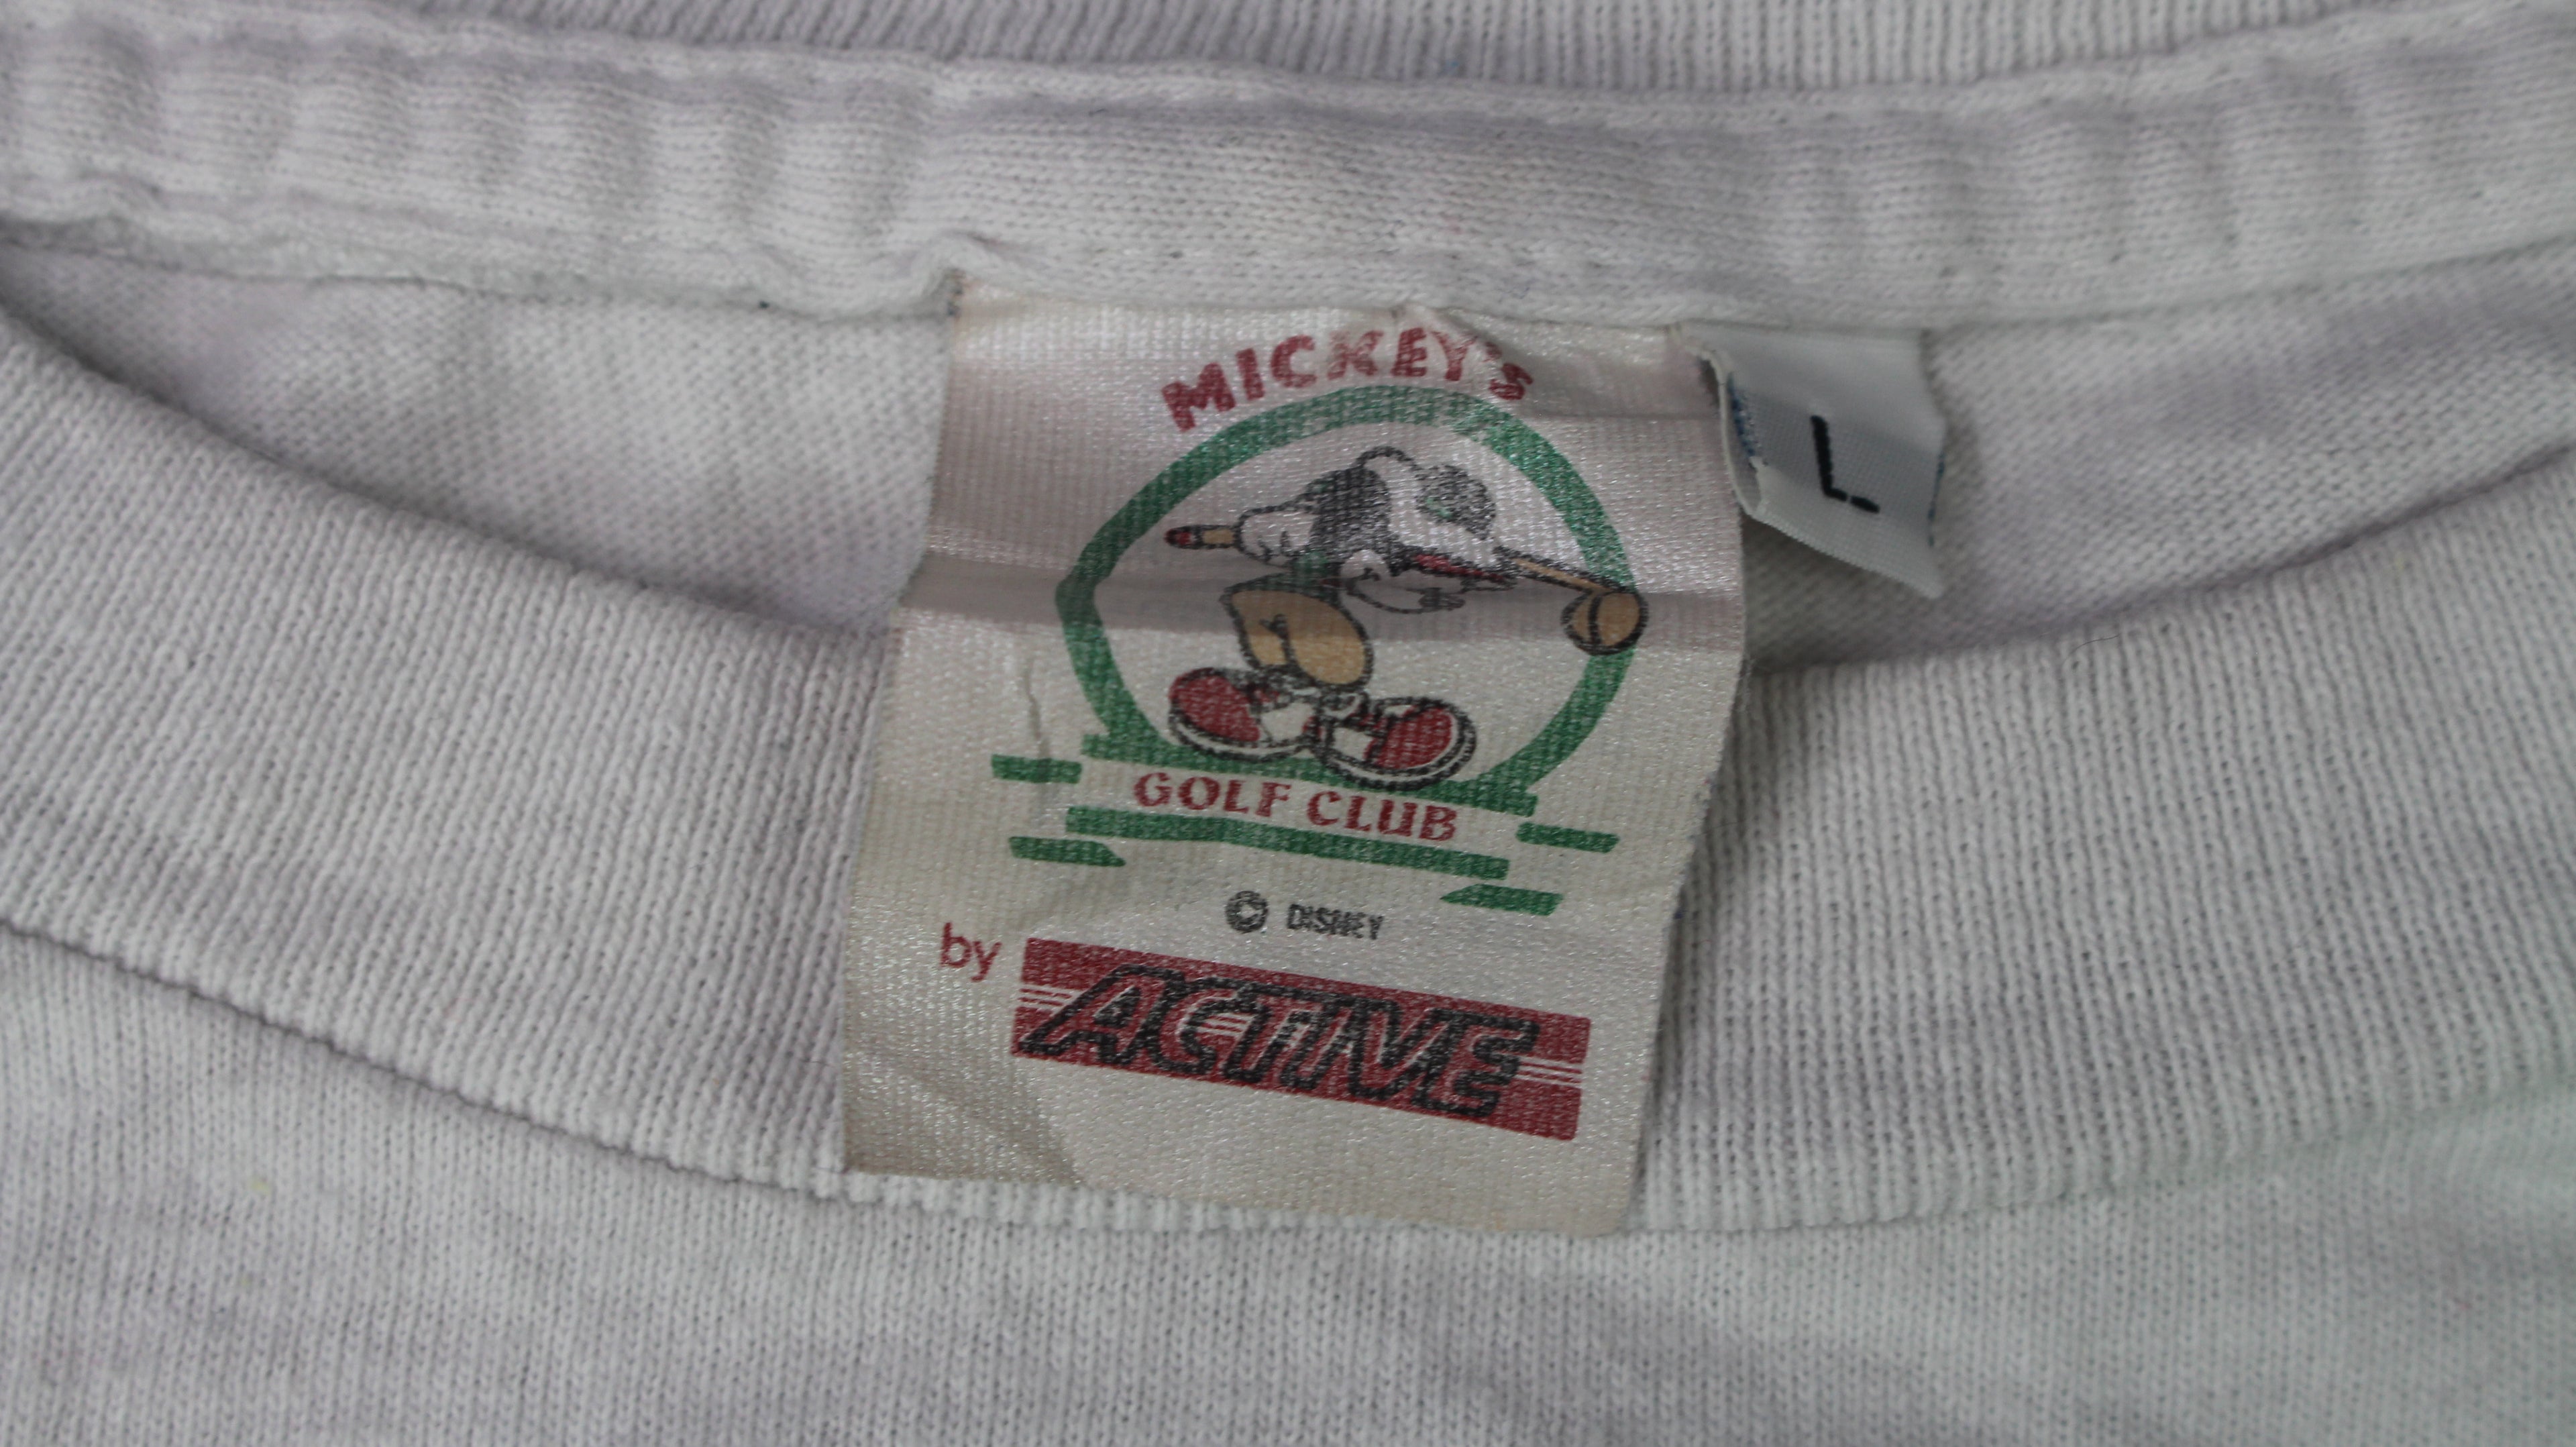 MICKEY'S
L
GOLF CLUB
© DISNEY
by ACTIVE